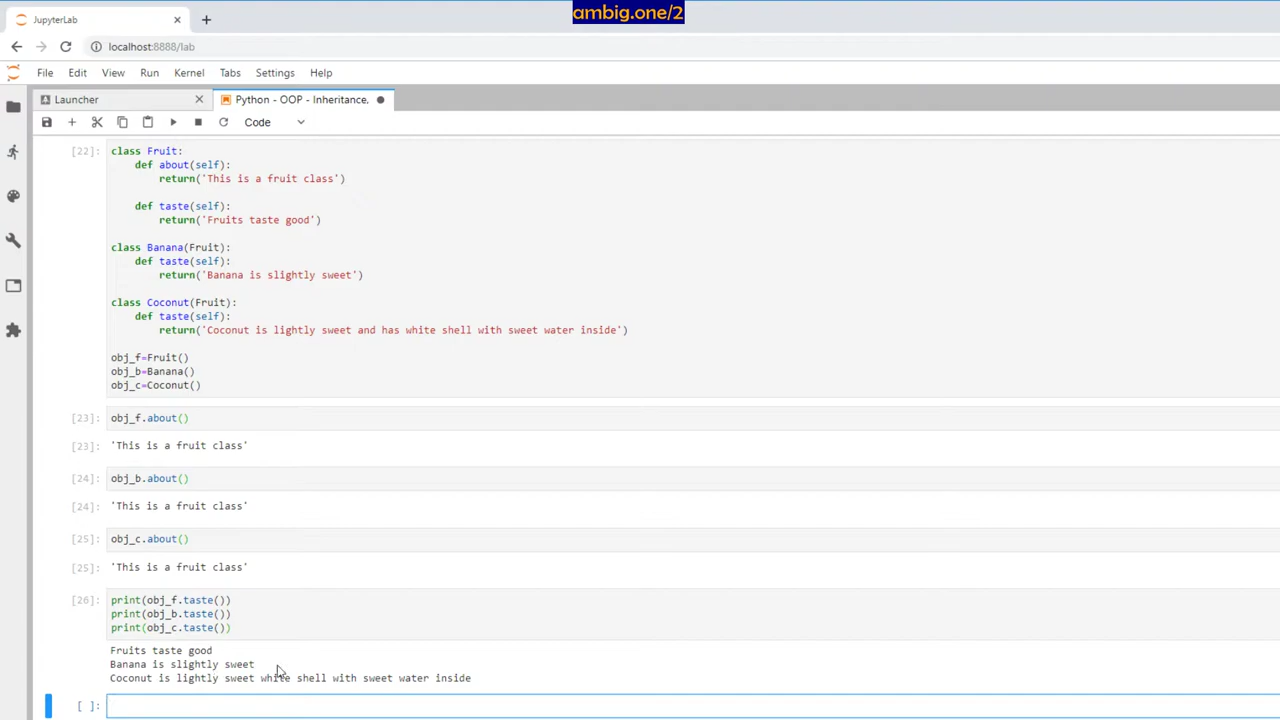 ambig.one/2
JupyterLab
localhost:8888/lab
File Edit View Run Kernel Tabs Settings Help
Launcher Python - OOP - Inheritance,
Code
[22]: class Fruit:
def about(self):
return('This is a fruit class')
def taste(self):
return('Fruits taste good')
class Banana(Fruit):
def taste(self):
return('Banana is slightly sweet')
class Coconut(Fruit):
def taste(self):
return('Coconut is lightly sweet and has white shell with sweet water inside')
obj_f=Fruit()
obj_b=Banana()
obj_c=Coconut()
[23]: obj_f.about()
[23]: 'This is a fruit class'
[24]: obj_b.about()
[24]: 'This is a fruit class'
[25]: obj_c.about()
[25]: 'This is a fruit class'
[26]: print(obj_f.taste())
print(obj_b.taste())
print(obj_c.taste())
Fruits taste good
Banana is slightly sweet
Coconut is lightly sweet white shell with sweet water inside
[ ]: